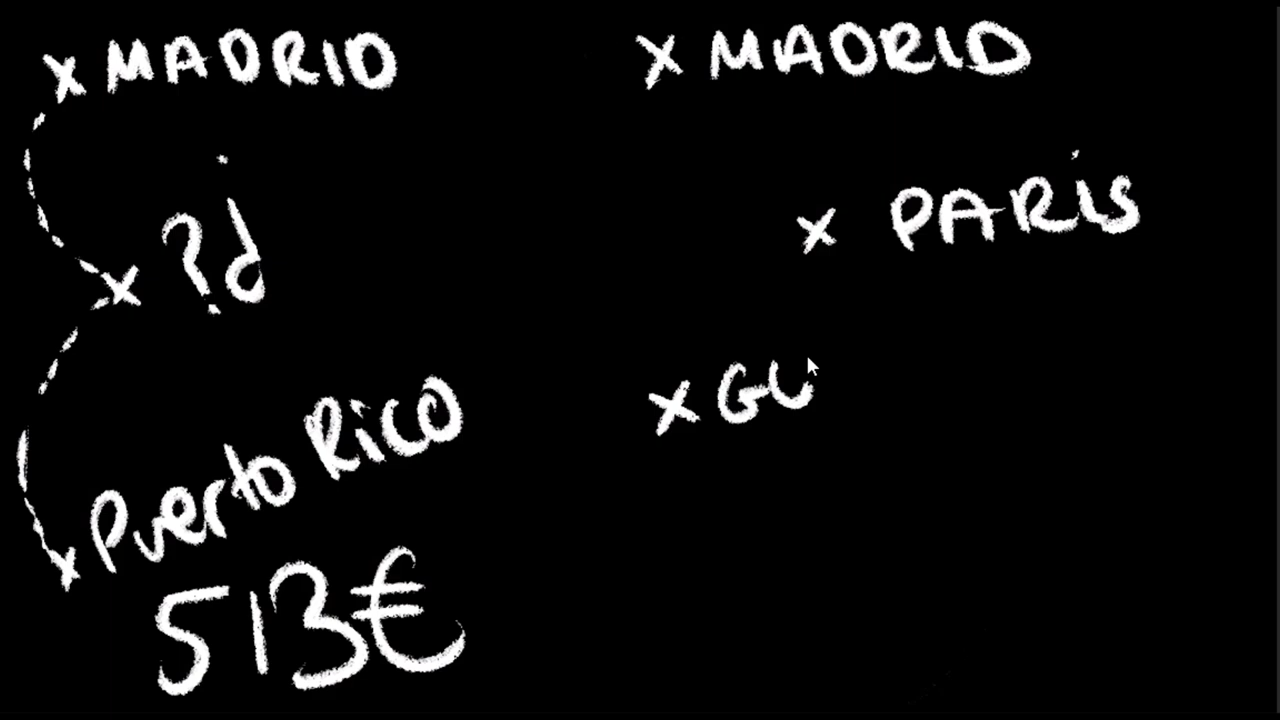 x MADRID
x ?¿
x Puerto Rico
513€
x MADRID
x PARiS
x GU